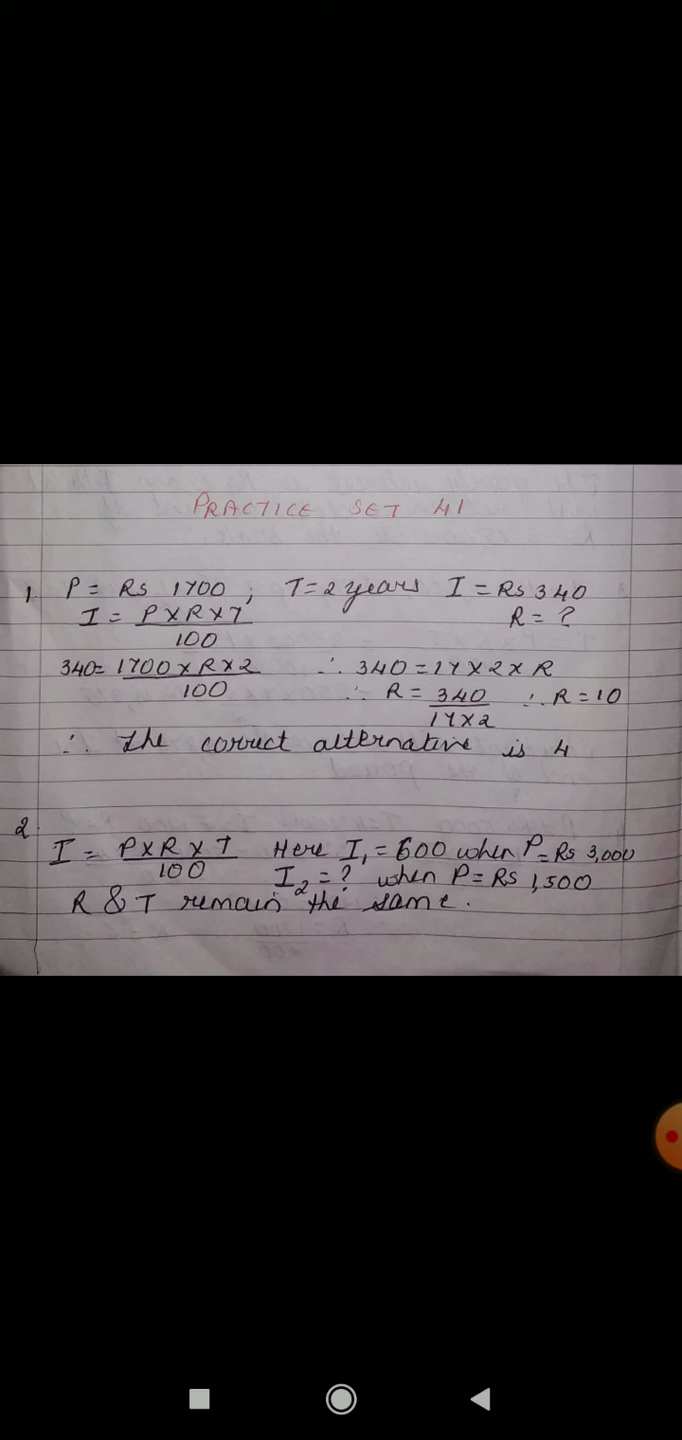 PRACTICE SET 41
1. P = Rs 1700 ; T = 2 years I = Rs 340
I = P X R X T R = ?
100
340 = 1700 X R X 2 ∴ 340 = 17 X 2 X R
100 ∴ R = 340 ∴ R = 10
17 X 2
∴ The correct alternative is 4
2. I = P X R X T Here I₁ = 600 when P = Rs 3,000
100 I₂ = ? when P = Rs 1,500
R & T remain the same.